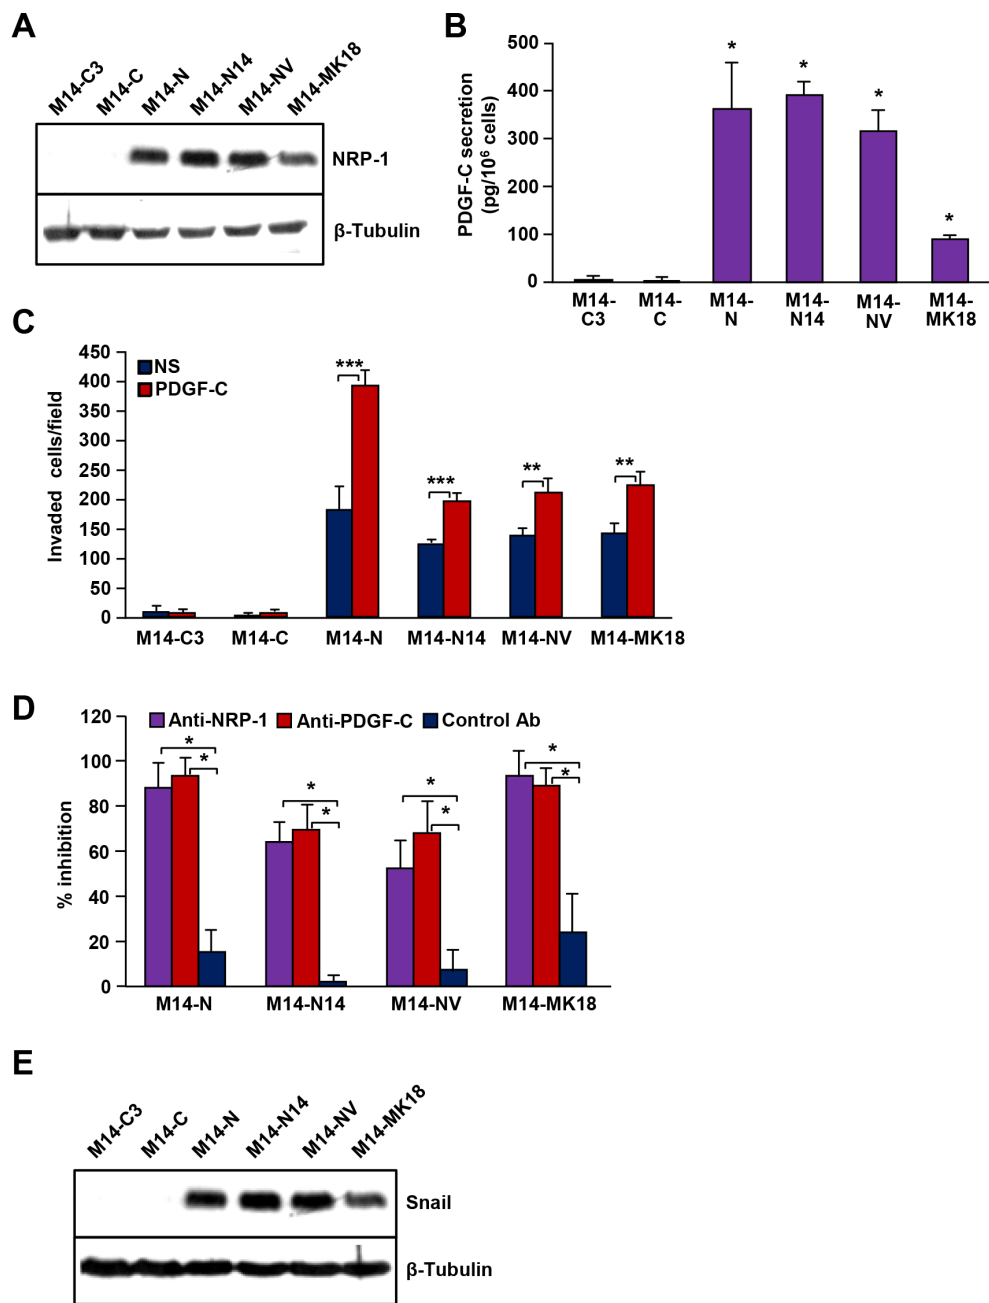 A
M14-C3
M14-C
M14-N
M14-N14
M14-NV
M14-MK18
NRP-1
β-Tubulin
B
PDGF-C secretion
(pg/10⁶ cells)
500
400
300
200
100
0
*
*
*
*
M14-
C3
M14-
C
M14-
N
M14-
N14
M14-
NV
M14-
MK18
C
Invaded cells/field
450
400
350
300
250
200
150
100
50
0
NS
PDGF-C
***
***
**
**
M14-C3
M14-C
M14-N
M14-N14
M14-NV
M14-MK18
D
% inhibition
120
100
80
60
40
20
0
Anti-NRP-1
Anti-PDGF-C
Control Ab
*
*
*
*
*
*
*
*
M14-N
M14-N14
M14-NV
M14-MK18
E
M14-C3
M14-C
M14-N
M14-N14
M14-NV
M14-MK18
Snail
β-Tubulin